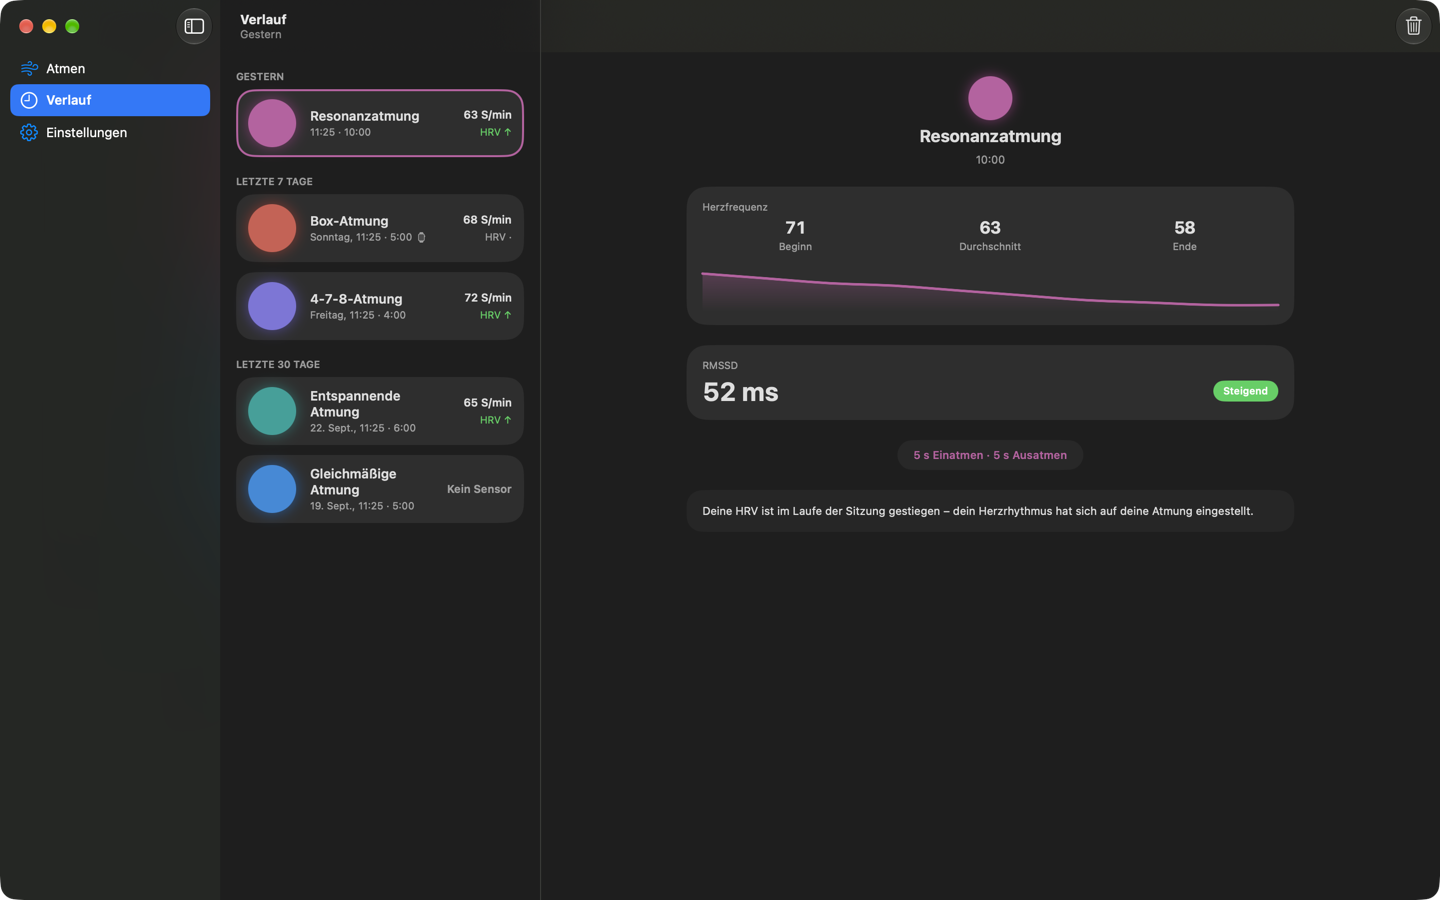 Atmen
Verlauf
Einstellungen
Verlauf
Gestern
GESTERN
Resonanzatmung
63 S/min
11:25 · 10:00
HRV ↑
LETZTE 7 TAGE
Box-Atmung
68 S/min
Sonntag, 11:25 · 5:00
HRV ·
4-7-8-Atmung
72 S/min
Freitag, 11:25 · 4:00
HRV ↑
LETZTE 30 TAGE
Entspannende
Atmung
65 S/min
22. Sept., 11:25 · 6:00
HRV ↑
Gleichmäßige
Atmung
Kein Sensor
19. Sept., 11:25 · 5:00
Resonanzatmung
10:00
Herzfrequenz
71 63 58
Beginn Durchschnitt Ende
RMSSD
52 ms
Steigend
5 s Einatmen · 5 s Ausatmen
Deine HRV ist im Laufe der Sitzung gestiegen – dein Herzrhythmus hat sich auf deine Atmung eingestellt.